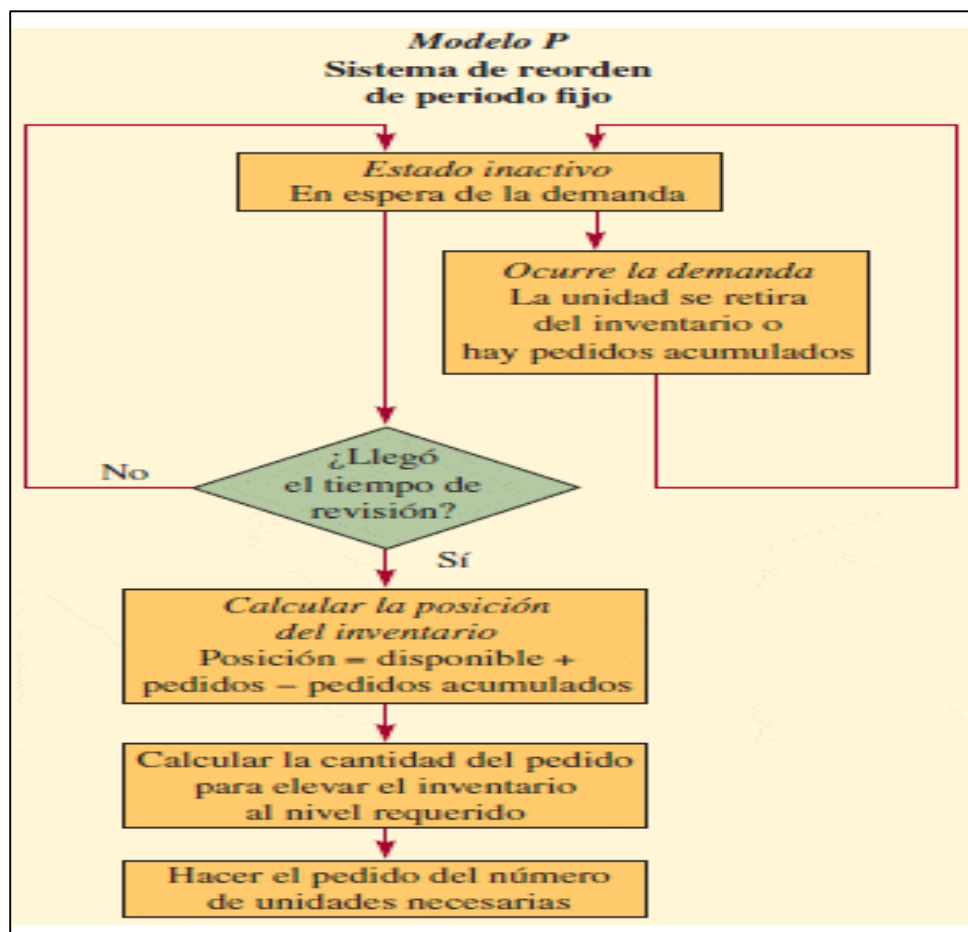 Modelo P
Sistema de reorden
de periodo fijo
Estado inactivo
En espera de la demanda
Ocurre la demanda
La unidad se retira
del inventario o
hay pedidos acumulados
¿Llegó
el tiempo de
revisión?
No
Sí
Calcular la posición
del inventario
Posición = disponible +
pedidos − pedidos acumulados
Calcular la cantidad del pedido
para elevar el inventario
al nivel requerido
Hacer el pedido del número
de unidades necesarias